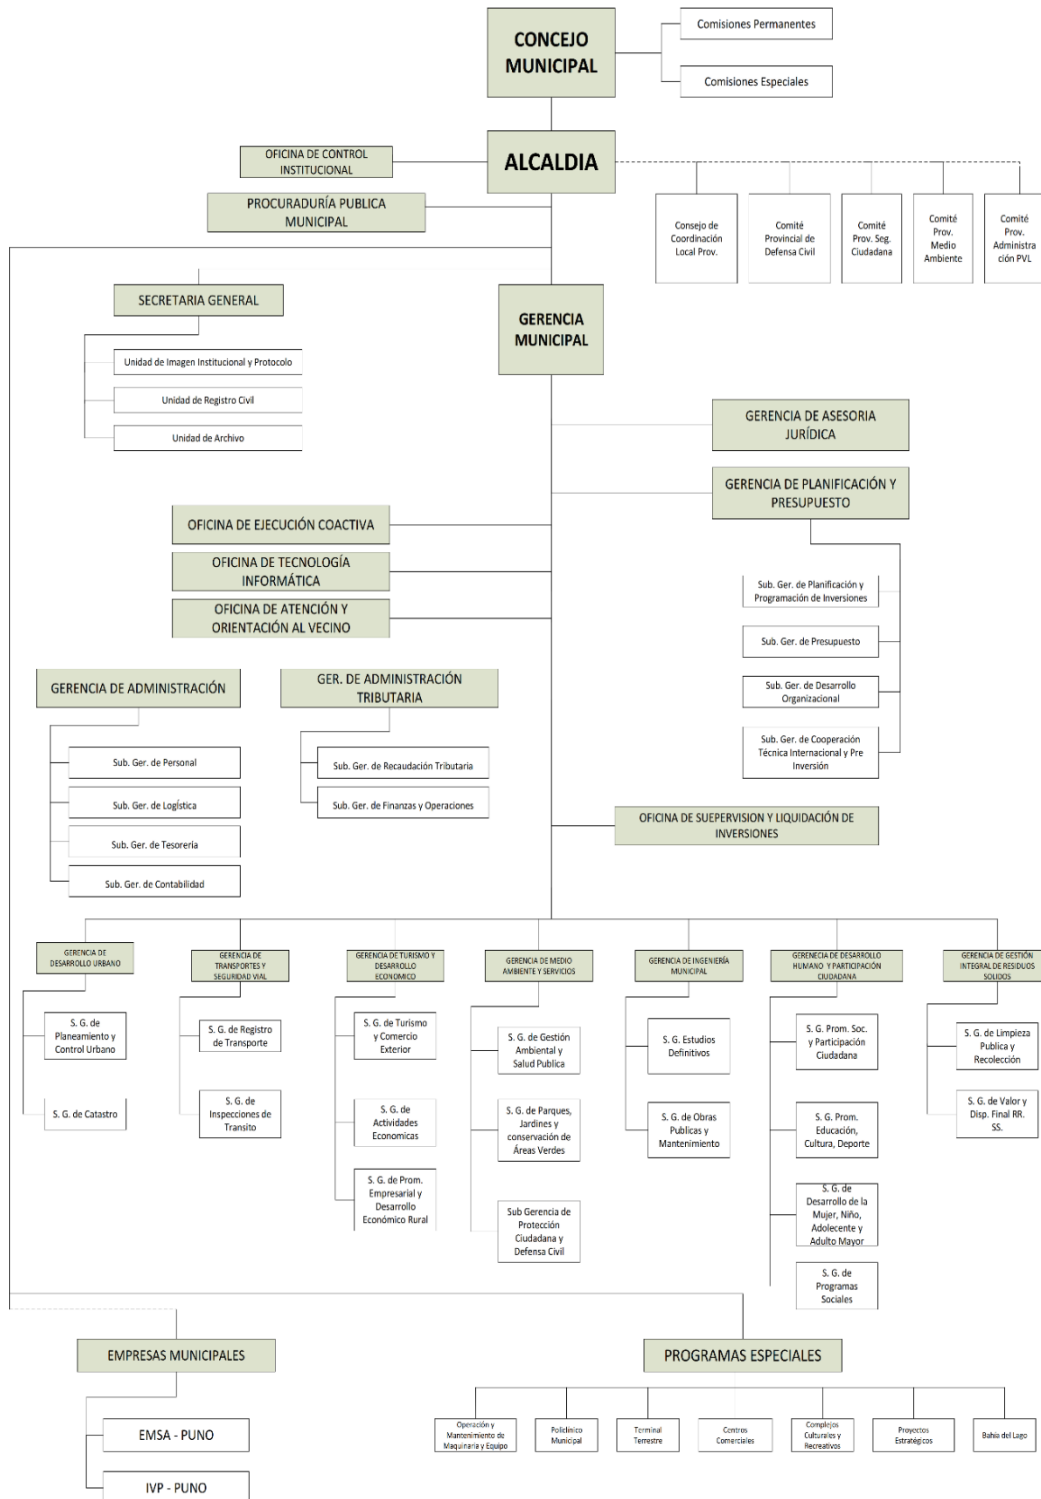 CONCEJO
MUNICIPAL
Comisiones Permanentes
Comisiones Especiales
ALCALDIA
OFICINA DE CONTROL
INSTITUCIONAL
PROCURADURÍA PUBLICA
MUNICIPAL
Consejo de
Coordinación
Local Prov.
Comité
Provincial de
Defensa Civil
Comité
Prov. Seg.
Ciudadana
Comité
Prov.
Medio
Ambiente
Comité
Prov.
Administra
ción PVL
SECRETARIA GENERAL
Unidad de Imagen Institucional y Protocolo
Unidad de Registro Civil
Unidad de Archivo
GERENCIA
MUNICIPAL
GERENCIA DE ASESORIA
JURÍDICA
GERENCIA DE PLANIFICACIÓN Y
PRESUPUESTO
Sub. Ger. de Planificación y
Programación de Inversiones
Sub. Ger. de Presupuesto
Sub. Ger. de Desarrollo
Organizacional
Sub. Ger. de Cooperación
Técnica Internacional y Pre
Inversión
OFICINA DE EJECUCIÓN COACTIVA
OFICINA DE TECNOLOGÍA
INFORMÁTICA
OFICINA DE ATENCIÓN Y
ORIENTACIÓN AL VECINO
GERENCIA DE ADMINISTRACIÓN
Sub. Ger. de Personal
Sub. Ger. de Logística
Sub. Ger. de Tesoreria
Sub. Ger. de Contabilidad
GER. DE ADMINISTRACIÓN
TRIBUTARIA
Sub. Ger. de Recaudación Tributaria
Sub. Ger. de Finanzas y Operaciones
OFICINA DE SUEPERVISION Y LIQUIDACIÓN DE
INVERSIONES
GERENCIA DE
DESARROLLO URBANO
S. G. de
Planeamiento y
Control Urbano
S. G. de Catastro
GERENCIA DE
TRANSPORTES Y
SEGURIDAD VIAL
S. G. de Registro
de Transporte
S. G. de
Inspecciones de
Transito
GERENCIA DE TURISMO Y
DESARROLLO
ECONOMICO
S. G. de Turismo
y Comercio
Exterior
S. G. de
Actividades
Economicas
S. G. de Prom.
Empresarial y
Desarrollo
Económico Rural
GERENCIA DE MEDIO
AMBIENTE Y SERVICIOS
S. G. de Gestión
Ambiental y
Salud Publica
S. G. de Parques,
Jardines y
conservación de
Áreas Verdes
Sub Gerencia de
Protección
Ciudadana y
Defensa Civil
GERENCIA DE INGENIERÍA
MUNICIPAL
S. G. Estudios
Definitivos
S. G. de Obras
Publicas y
Mantenimiento
GERENECIA DE DESARROLLO
HUMANO Y PARTICIPACIÓN
CIUDADANA
S. G. Prom. Soc.
y Participación
Ciudadana
S. G. Prom.
Educación,
Cultura, Deporte
S. G. de
Desarrollo de la
Mujer, Niño,
Adolecente y
Adulto Mayor
S. G. de
Programas
Sociales
GERENCIA DE GESTIÓN
INTEGRAL DE RESIDUOS
SOLIDOS
S. G. de Limpieza
Publica y
Recolección
S. G. de Valor y
Disp. Final RR.
SS.
EMPRESAS MUNICIPALES
EMSA - PUNO
IVP - PUNO
PROGRAMAS ESPECIALES
Operación y
Mantenimiento de
Maquinaria y Equipo
Policlínico
Municipal
Terminal
Terrestre
Centros
Comerciales
Complejos
Culturales y
Recreativos
Proyectos
Estratégicos
Bahía del Lago